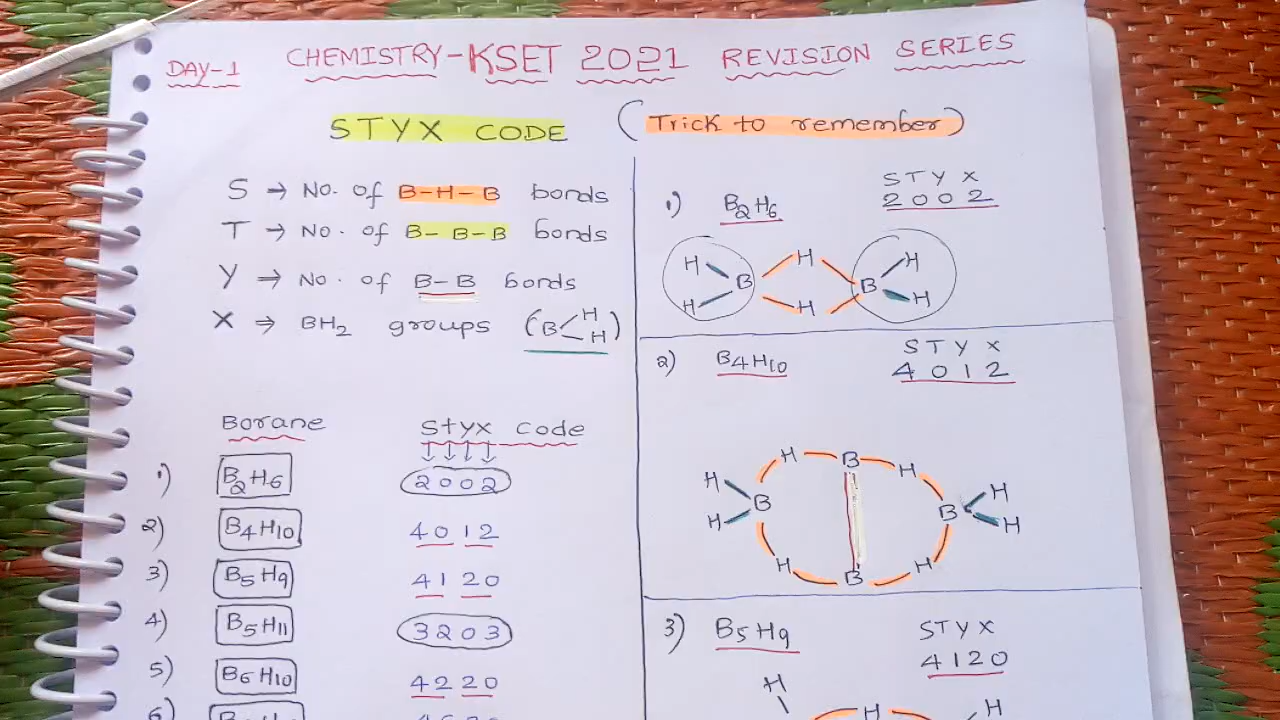 DAY-1 CHEMISTRY-KSET 2021 REVISION SERIES
STYX CODE (Trick to remember)
S → No. of B-H-B bonds
T → No. of B-B-B bonds
Y → No. of B-B bonds
X → BH2 groups (B<H H)
Borane Styx code
1) B2H6 2002
2) B4H10 4012
3) B5H9 4120
4) B5H11 3203
5) B6H10 4220
6)
1) B2H6 STYX
2002
H H H
B B
H H H
2) B4H10 STYX
4012
H B H
H H
B B
H H
H B H
3) B5H9 STYX
4120
H
H H